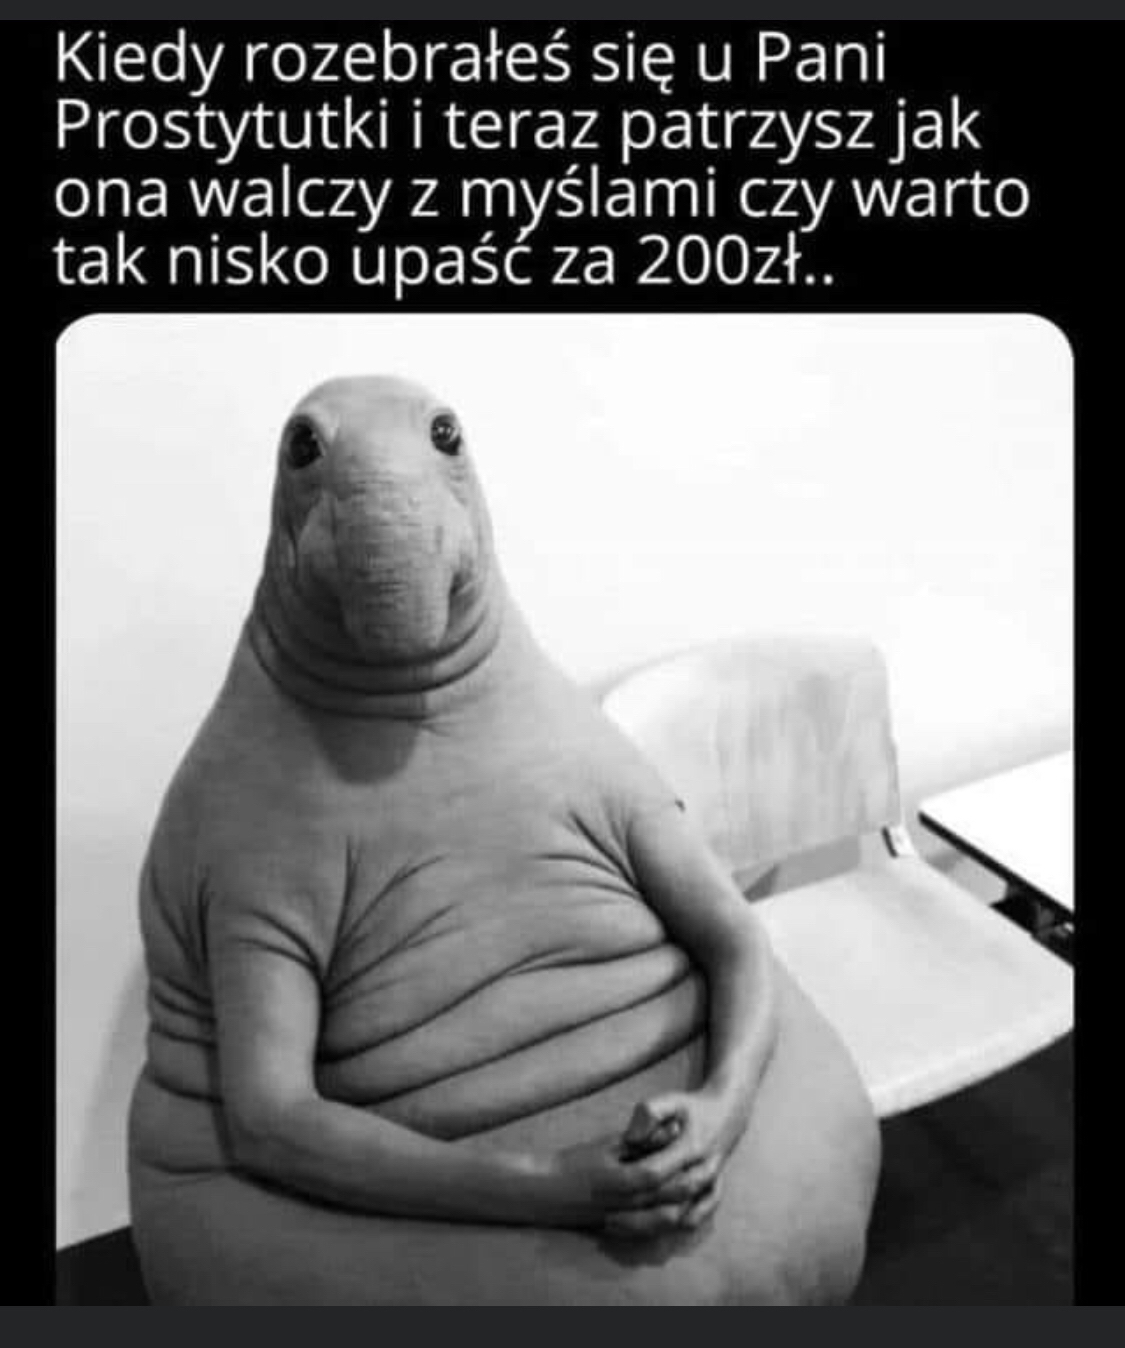 Kiedy rozebrałeś się u Pani
Prostytutki i teraz patrzysz jak
ona walczy z myślami czy warto
tak nisko upaść za 200zł..